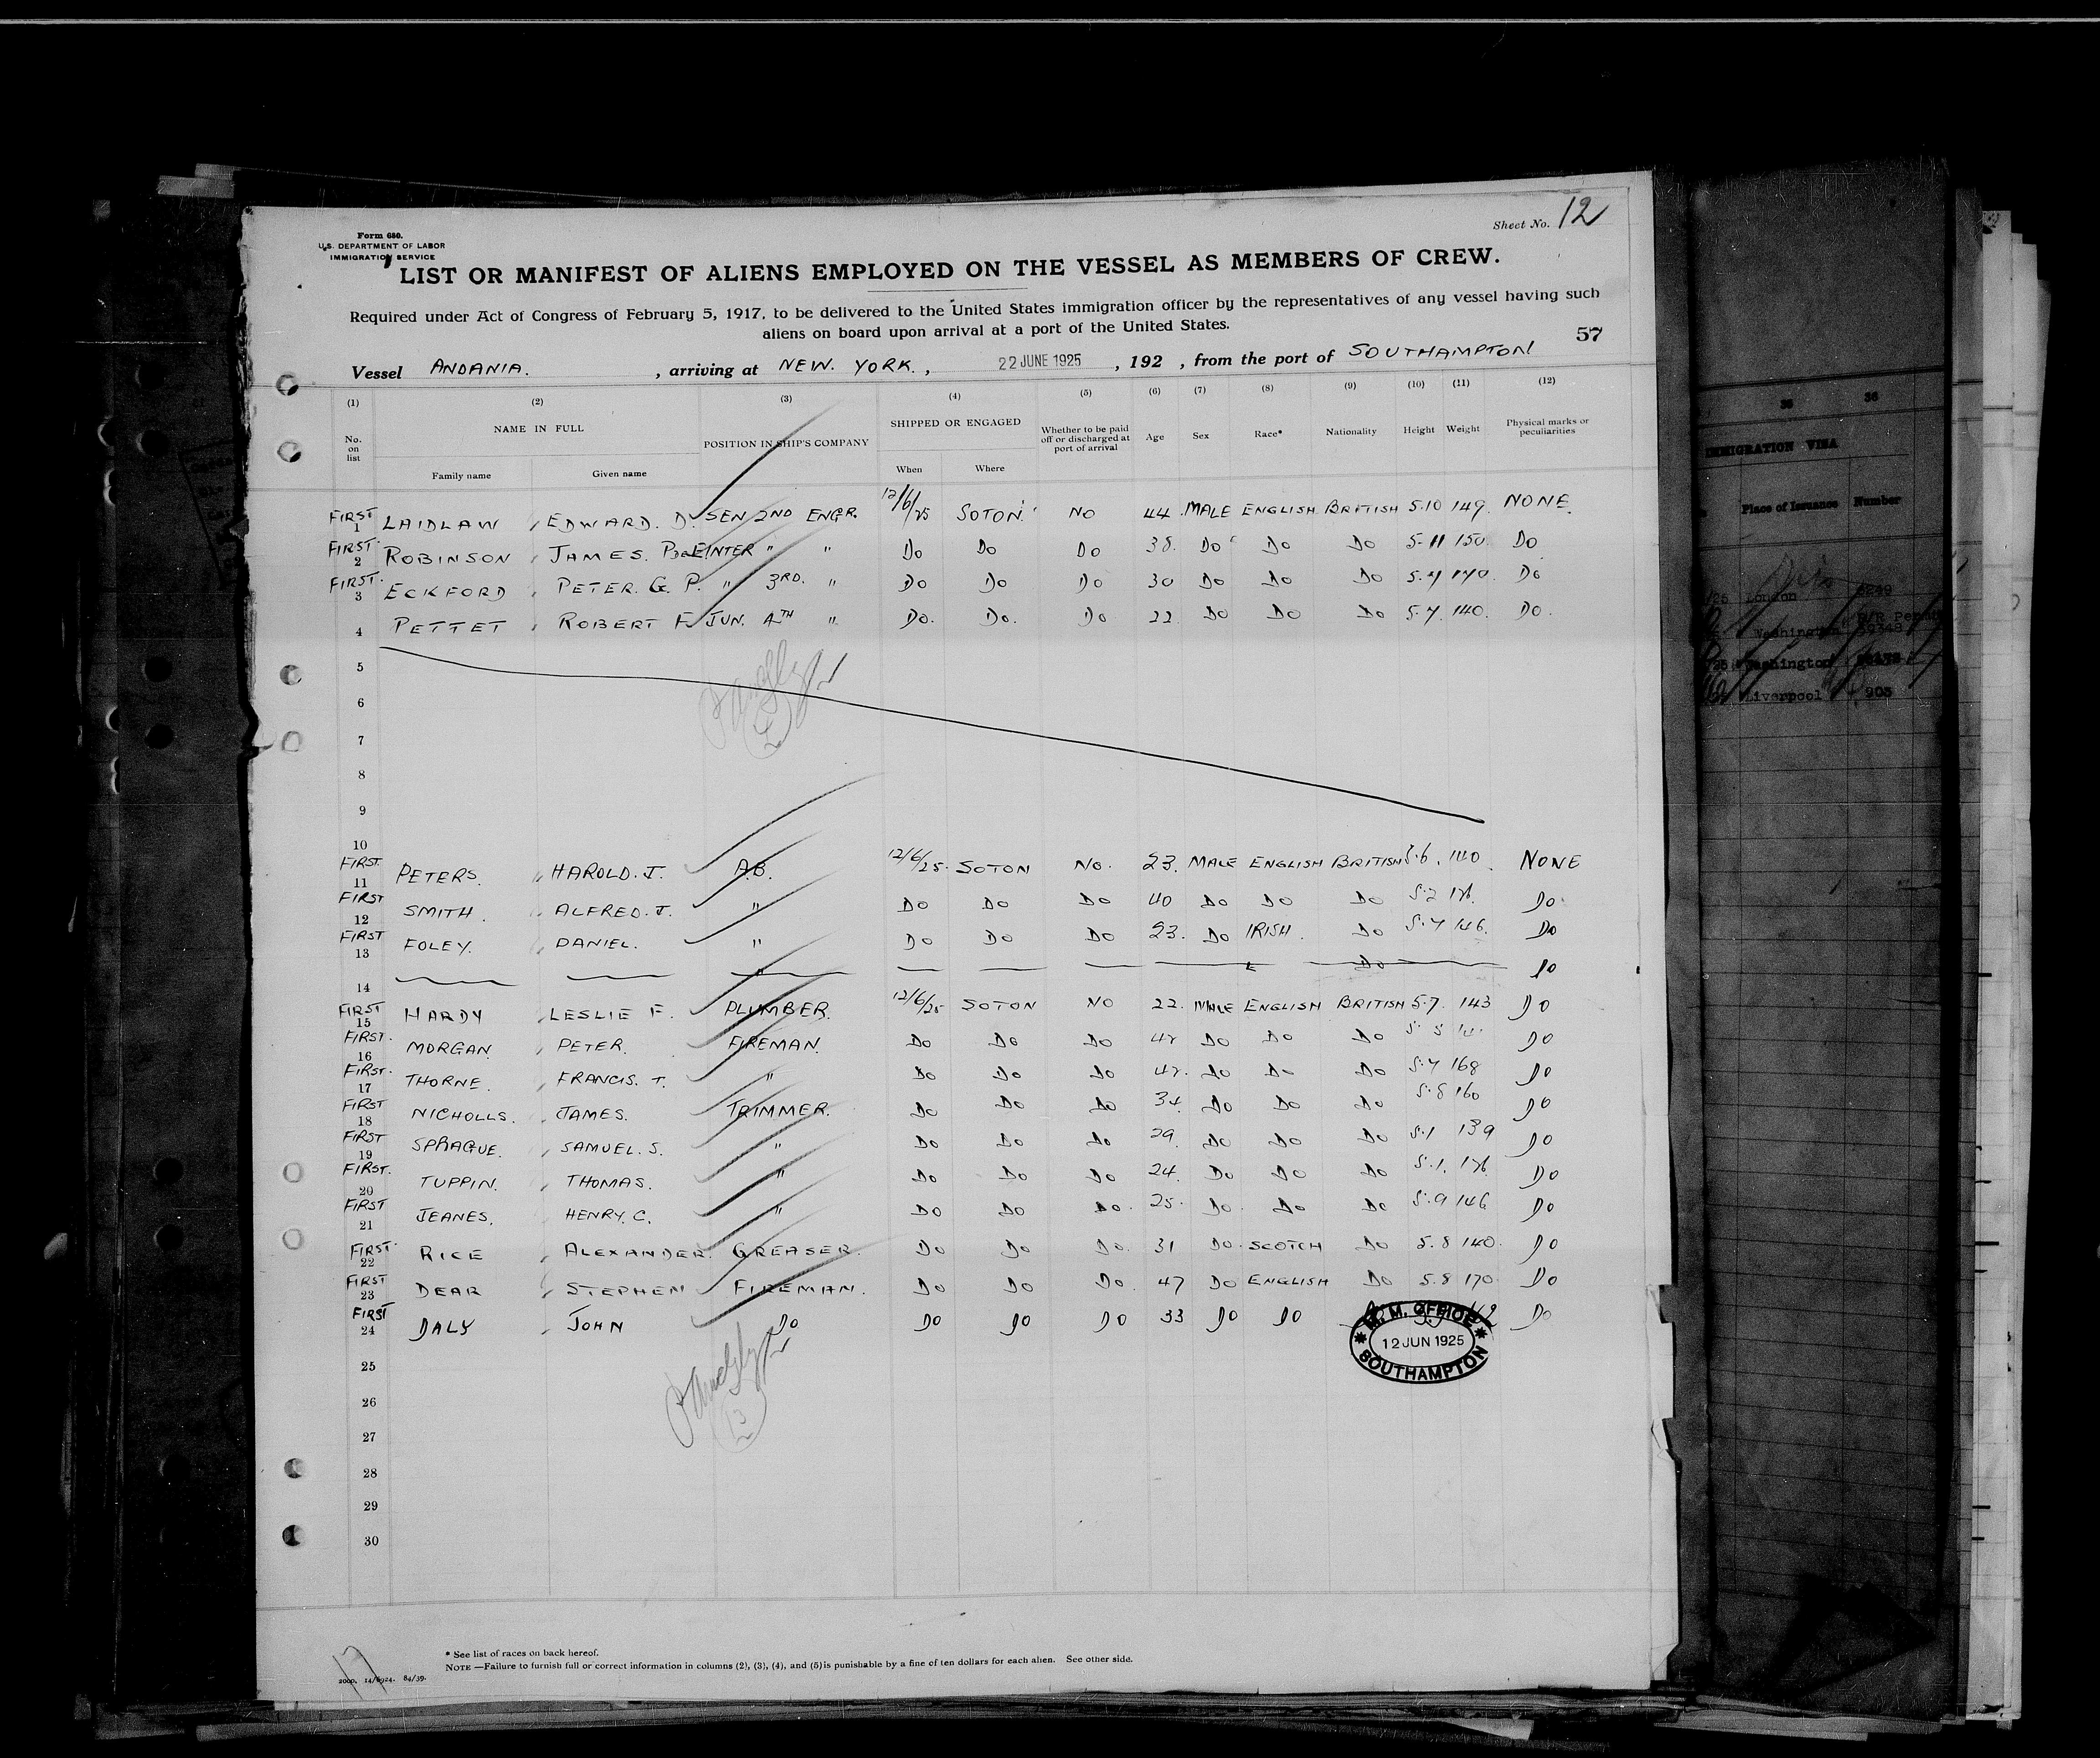 Sheet No. 12
Form 680.
U.S. DEPARTMENT OF LABOR
IMMIGRATION SERVICE
LIST OR MANIFEST OF ALIENS EMPLOYED ON THE VESSEL AS MEMBERS OF CREW.
Required under Act of Congress of February 5, 1917, to be delivered to the United States immigration officer by the representatives of any vessel having such
aliens on board upon arrival at a port of the United States.
57
Vessel ANDANIA. , arriving at NEW. YORK. , 22 JUNE 1925 , 192 , from the port of SOUTHAMPTON
(1) (2) (3) (4) (5) (6) (7) (8) (9) (10) (11) (12)
No. on list NAME IN FULL POSITION IN SHIP'S COMPANY SHIPPED OR ENGAGED Whether to be paid off or discharged at port of arrival Age Sex Race* Nationality Height Weight Physical marks or peculiarities
Family name Given name When Where
FIRST 1 LAIDLAW , EDWARD. D. SEN 2ND ENGR. 12/6/25 SOTON. NO 44. MALE ENGLISH BRITISH 5.10 149. NONE.
FIRST. 2 ROBINSON , JAMES. INTER " " DO DO DO 38. DO DO DO 5-11 150. DO
FIRST. 3 ECKFORD , PETER. G. P. " 3RD. " DO DO DO 30 DO DO DO 170. DO
4 PETTET , ROBERT F. JUN. 4TH " DO. DO. DO 22 DO DO DO 5.7. 140. DO.
5
6
7
8
9
10
FIRST. 11 PETERS. , HAROLD. J. A.B. 12/6/25. SOTON NO. 23. MALE ENGLISH BRITISH 5.6. 140. NONE
FIRST 12 SMITH. , ALFRED. J. " DO DO DO 40 DO DO DO 5.2 DO.
FIRST 13 FOLEY. , DANIEL. " DO DO DO 23. DO IRISH. DO 5.7 146. DO
14 " DO DO
FIRST 15 HARDY , LESLIE F. PLUMBER. 12/6/25 SOTON NO 22. MALE ENGLISH BRITISH 5.7. 143 DO
FIRST. 16 MORGAN. , PETER. FIREMAN. DO DO DO DO DO DO DO
FIRST. 17 THORNE. , FRANCIS. T. " DO DO DO DO DO DO 5.7 168 DO
FIRST 18 NICHOLLS. , JAMES. TRIMMER. DO DO DO 34. DO DO DO 5.8 160 DO
FIRST 19 SPRAGUE. , SAMUEL. S. " DO DO DO 29. DO DO DO 5.1 139 DO
FIRST. 20 TUPPIN. , THOMAS. " DO DO DO 24. DO DO DO 5.1. DO
FIRST 21 JEANES. , HENRY. C. " DO DO DO. 25. DO. DO DO 5.9 146 DO
FIRST. 22 RICE , ALEXANDER. GREASER. DO DO DO. 31 DO. SCOTCH DO 5.8 140. DO
FIRST 23 DEAR , STEPHEN FIREMAN. DO DO DO. 47 DO ENGLISH DO 5.8 170. DO
FIRST 24 DALY , JOHN DO DO DO DO 33 DO DO DO
M. M. OFFICE
12 JUN 1925
SOUTHAMPTON
25
26
27
28
29
30
* See list of races on back hereof.
NOTE —Failure to furnish full or correct information in columns (2), (3), (4), and (5) is punishable by a fine of ten dollars for each alien. See other side.
84/39.
36
IMMIGRATION VISA
Place of Issuance Number
London
Washington
Washington
Liverpool 903